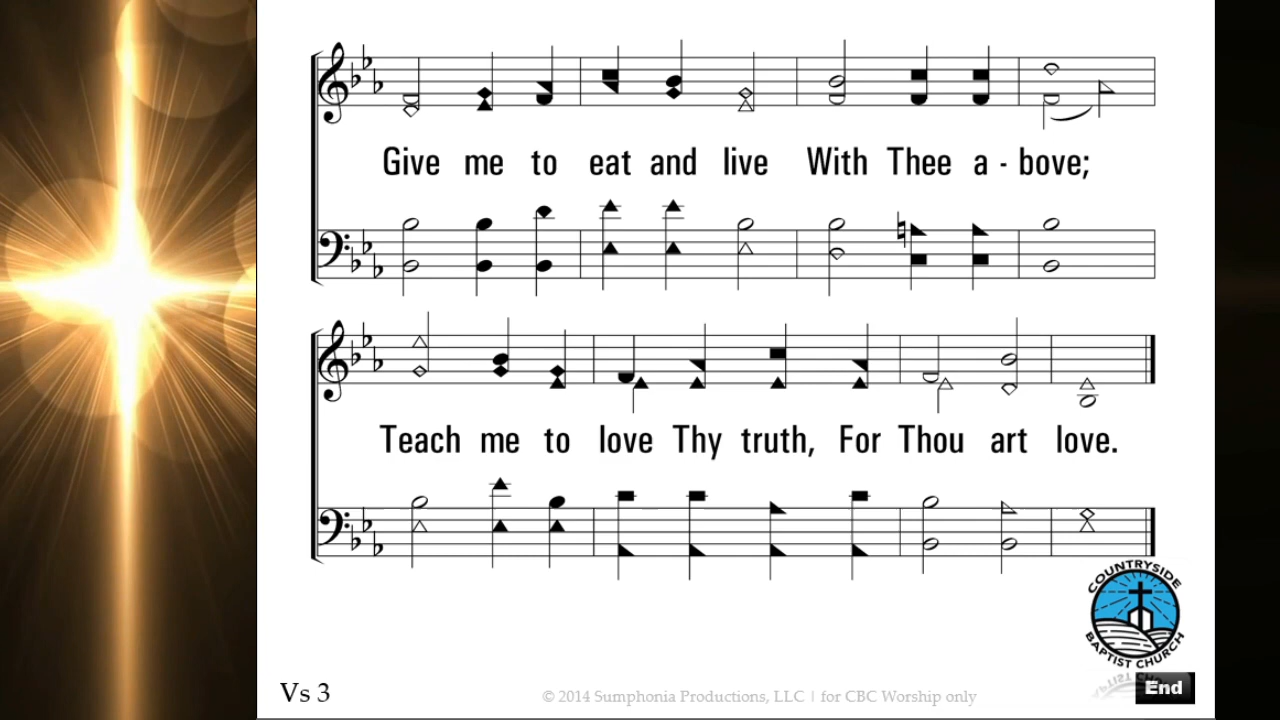 Give me to eat and live With Thee a - bove;
Teach me to love Thy truth, For Thou art love.
COUNTRYSIDE
BAPTIST CHURCH
Vs 3
© 2014 Sumphonia Productions, LLC | for CBC Worship only
End